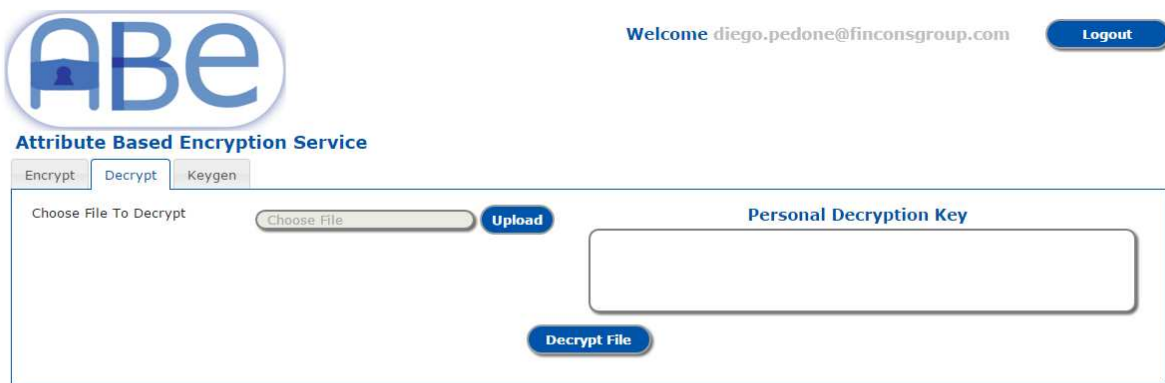 ABe
Welcome diego.pedone@finconsgroup.com
Logout
Attribute Based Encryption Service
Encrypt
Decrypt
Keygen
Choose File To Decrypt
Choose File
Upload
Personal Decryption Key
Decrypt File